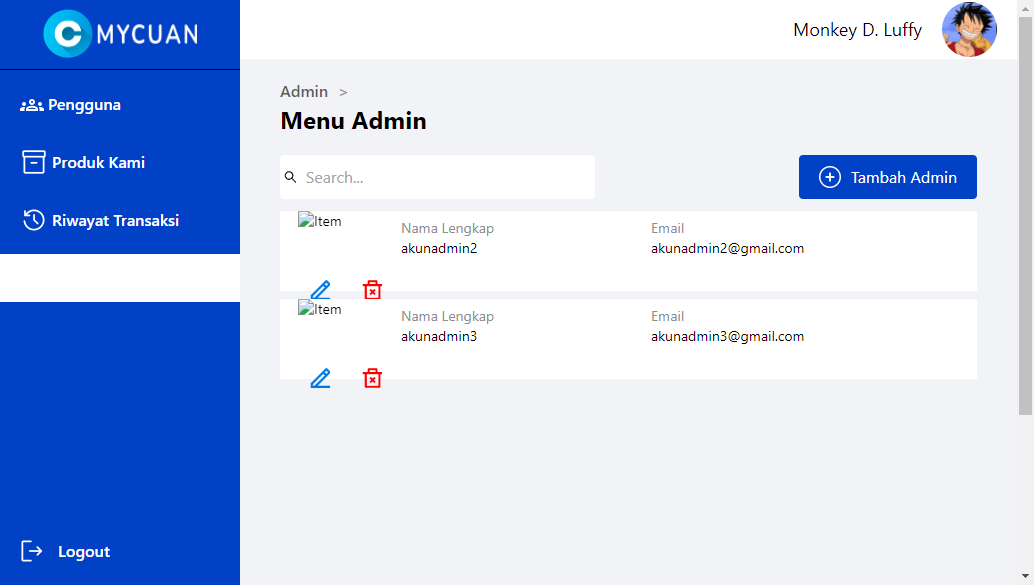 C MYCUAN
Monkey D. Luffy
Pengguna
Produk Kami
Riwayat Transaksi
Logout
Admin >
Menu Admin
Search...
Tambah Admin
Item
Nama Lengkap
Email
akunadmin2
akunadmin2@gmail.com
Item
Nama Lengkap
Email
akunadmin3
akunadmin3@gmail.com